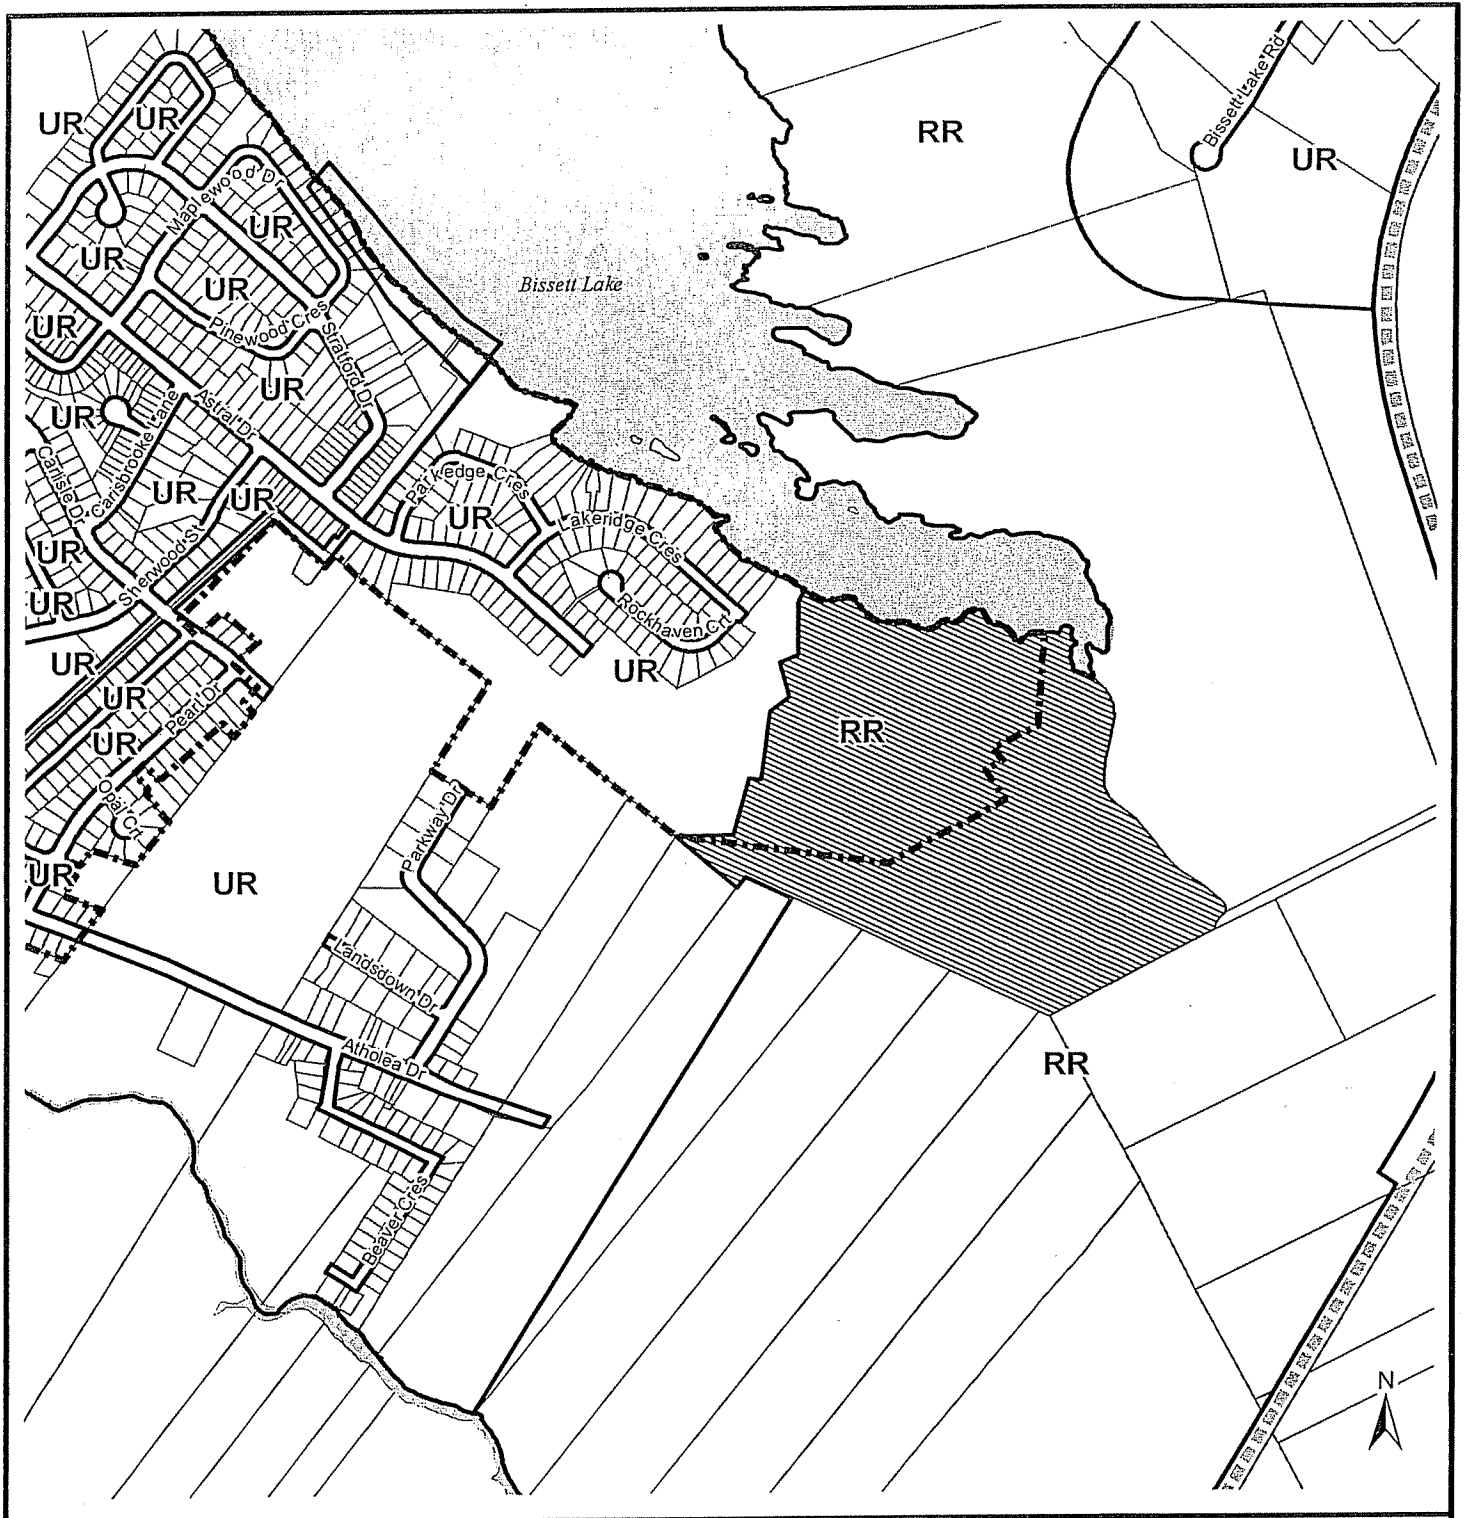 Bissett Lake Rd
UR
UR
RR
UR
Maplewood Dr
UR
UR
Bissett Lake
UR
Pinewood Cres
UR
Stratford Dr
UR
Astral Dr
UR
Carlsbrooke Lane
Carlisle Dr
UR
UR
Parkedge Cres
UR
Lakeridge Cres
UR
Sherwood St
UR
Rockhaven Crt
UR
UR
UR
Pearl Dr
RR
UR
Opal Crt
Parkway Dr
UR
UR
Landsdown Dr
Atholea Dr
RR
Beaver Cres
N